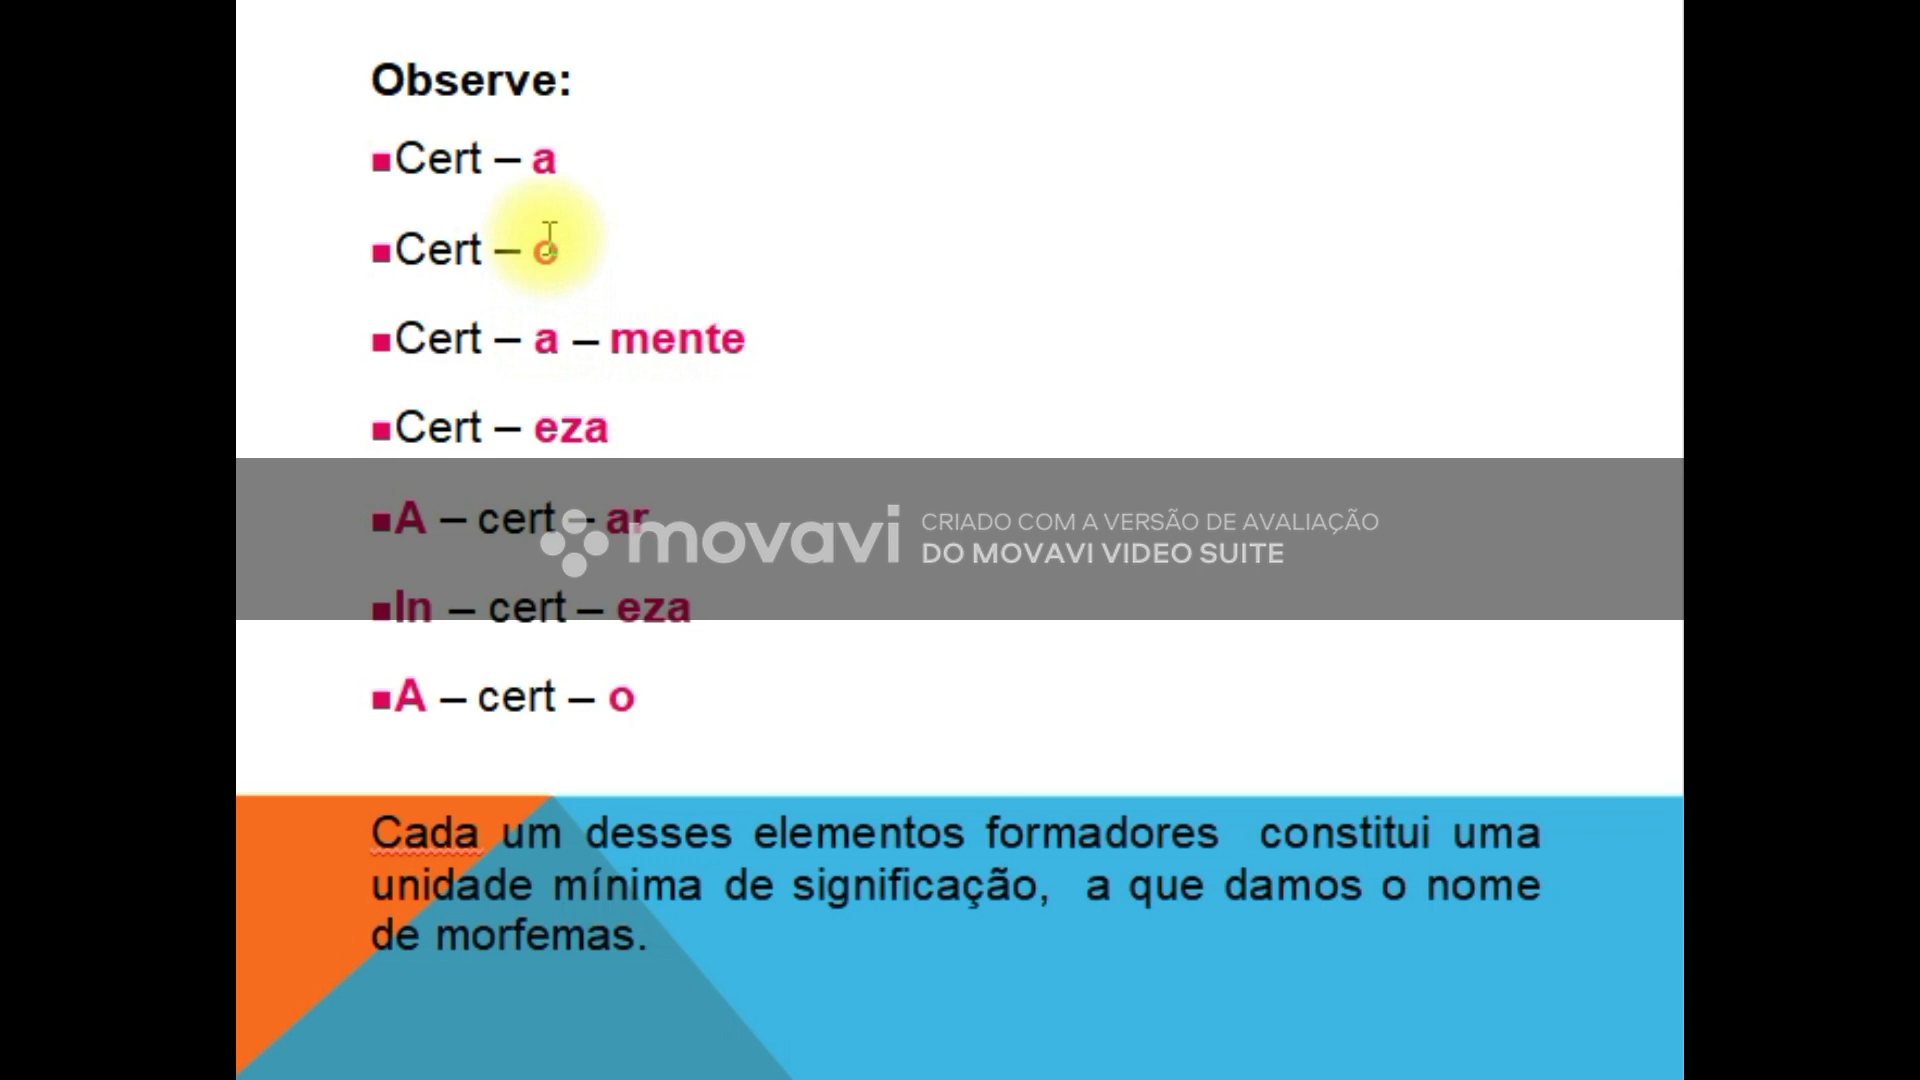 Observe:
Cert – a
Cert – o
Cert – a – mente
Cert – eza
A – cert – ar
movavi
CRIADO COM A VERSÃO DE AVALIAÇÃO
DO MOVAVI VIDEO SUITE
In – cert – eza
A – cert – o
Cada um desses elementos formadores constitui uma
unidade mínima de significação, a que damos o nome
de morfemas.